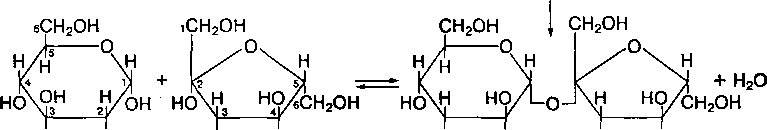 6CH₂OH 1CH₂OH CH₂OH CH₂OH
5 O O O O
H H H H H H
4 1 + 2 5 + H₂O
HO OH OH HO H HO 6CH₂OH HO H HO O H HO CH₂OH
3 2 3 4